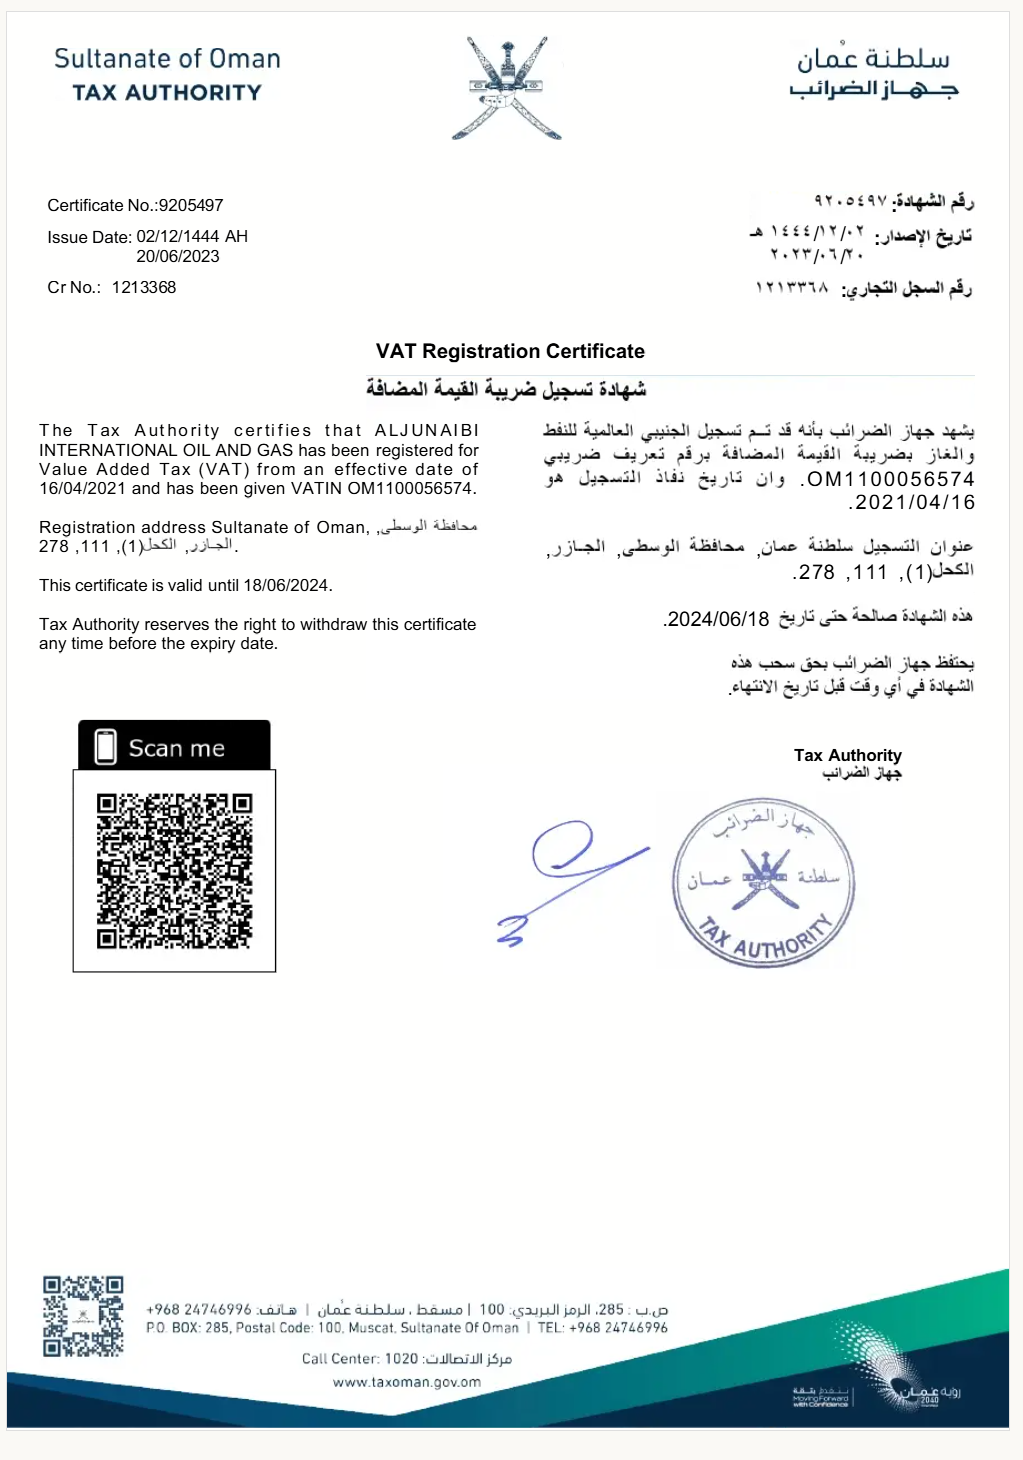 Sultanate of Oman
TAX AUTHORITY
سلطنة عُمان
جهاز الضرائب
Certificate No.:9205497
Issue Date: 02/12/1444 AH
20/06/2023
Cr No.: 1213368
رقم الشهادة: ٩٢٠٥٤٩٧
تاريخ الإصدار: ١٤٤٤/١٢/٠٢ هـ
٢٠٢٣/٠٦/٢٠
رقم السجل التجاري: ١٢١٣٣٦٨
VAT Registration Certificate
شهادة تسجيل ضريبة القيمة المضافة
The Tax Authority certifies that ALJUNAIBI
INTERNATIONAL OIL AND GAS has been registered for
Value Added Tax (VAT) from an effective date of
16/04/2021 and has been given VATIN OM1100056574.
Registration address Sultanate of Oman, محافظة الوسطى,
الجازر, الكحل(1), 111, 278.
This certificate is valid until 18/06/2024.
Tax Authority reserves the right to withdraw this certificate
any time before the expiry date.
يشهد جهاز الضرائب بأنه قد تم تسجيل الجنيبي العالمية للنفط
والغاز بضريبة القيمة المضافة برقم تعريف ضريبي
OM1100056574. وان تاريخ نفاذ التسجيل هو
2021/04/16.
عنوان التسجيل سلطنة عمان, محافظة الوسطى, الجازر,
الكحل(1), 111, 278.
هذه الشهادة صالحة حتى تاريخ 2024/06/18.
يحتفظ جهاز الضرائب بحق سحب هذه
الشهادة في أي وقت قبل تاريخ الانتهاء.
Scan me
Tax Authority
جهاز الضرائب
جهاز الضرائب
سلطنة عمان
TAX AUTHORITY
ص.ب : 285، الرمز البريدي: 100 | مسقط ، سلطنة عُمان | هاتف: 24746996 968+
P.O. BOX: 285, Postal Code: 100, Muscat, Sultanate Of Oman | TEL: +968 24746996
Call Center: 1020 :مركز الاتصالات
www.taxoman.gov.om
نتقدم بثقة
Moving Forward
with Confidence
رؤية عُمان
2040